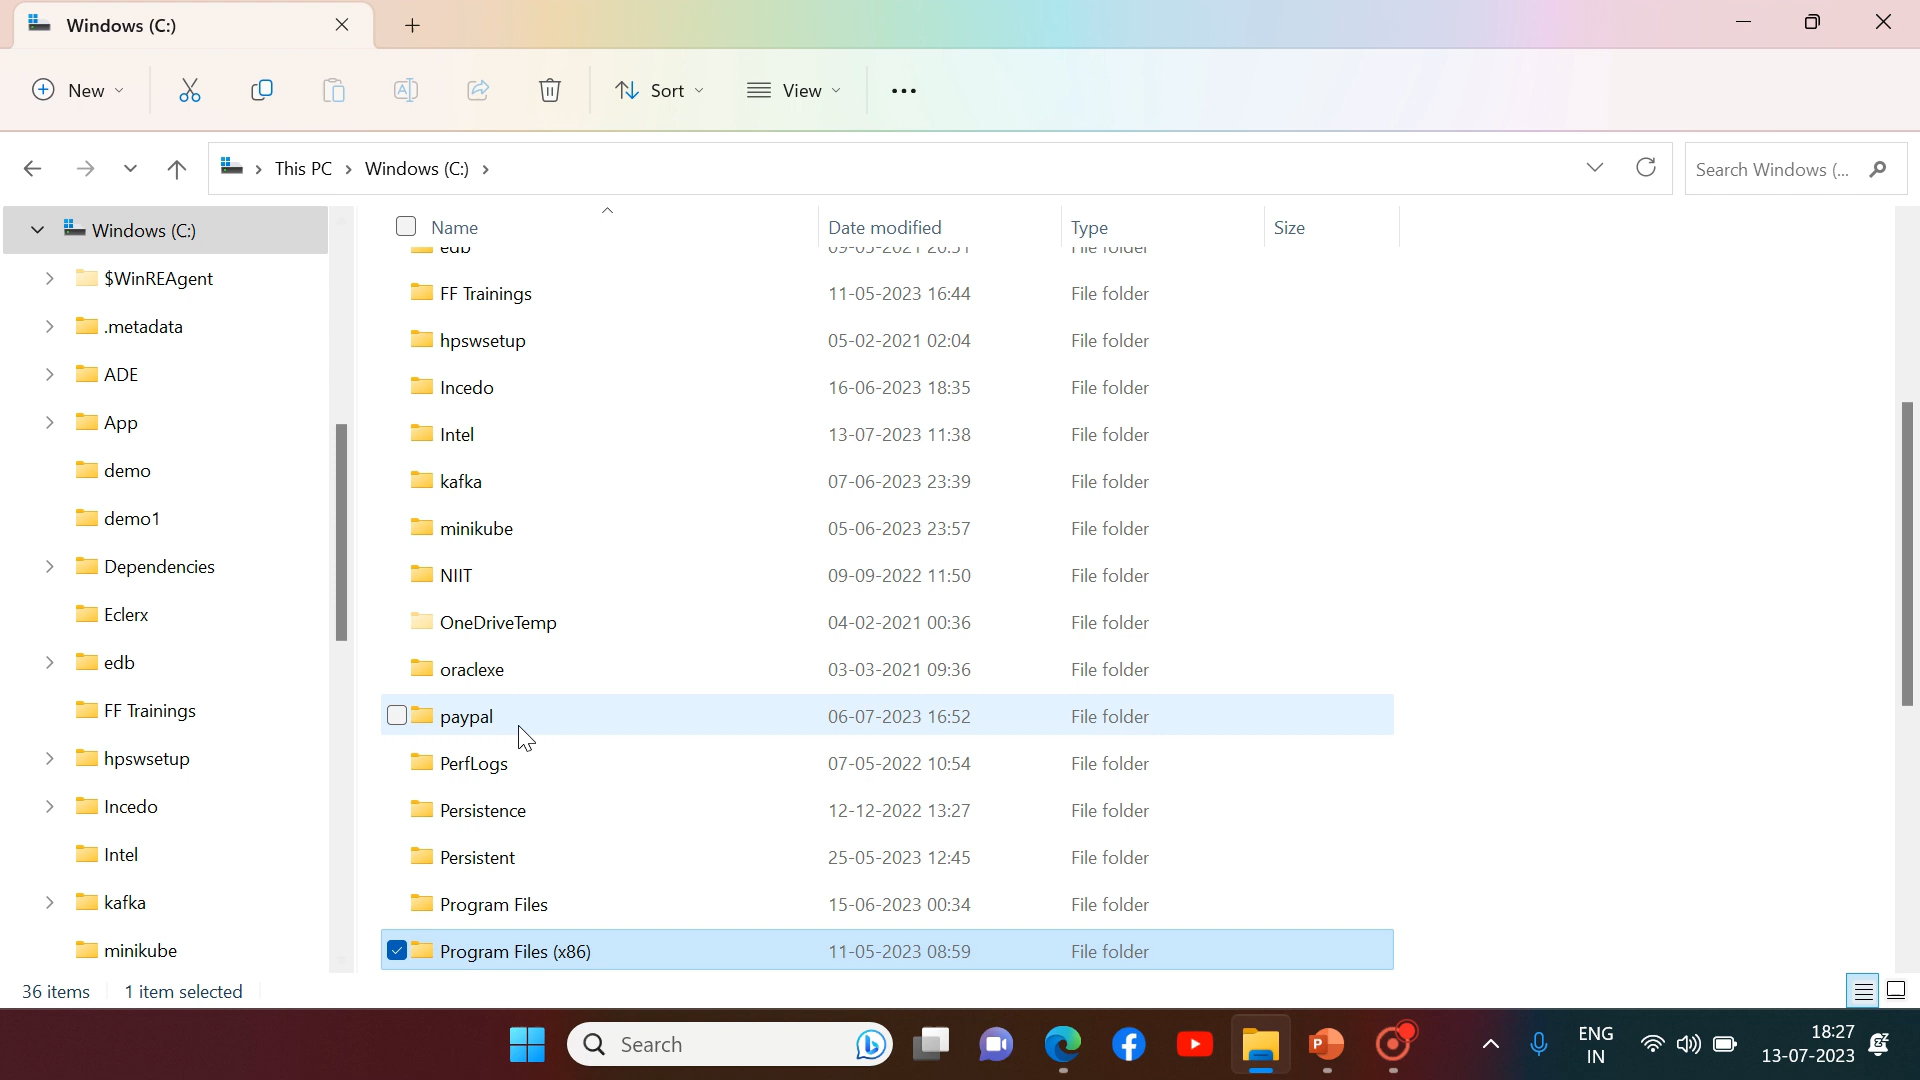 Windows (C:)
New
Sort
View
This PC
Windows (C:)
Search Windows (...
Windows (C:)
$WinREAgent
.metadata
ADE
App
demo
demo1
Dependencies
Eclerx
edb
FF Trainings
hpswsetup
Incedo
Intel
kafka
minikube
Name Date modified Type Size
edb 09-05-2021 20:51 File folder
FF Trainings 11-05-2023 16:44 File folder
hpswsetup 05-02-2021 02:04 File folder
Incedo 16-06-2023 18:35 File folder
Intel 13-07-2023 11:38 File folder
kafka 07-06-2023 23:39 File folder
minikube 05-06-2023 23:57 File folder
NIIT 09-09-2022 11:50 File folder
OneDriveTemp 04-02-2021 00:36 File folder
oraclexe 03-03-2021 09:36 File folder
paypal 06-07-2023 16:52 File folder
PerfLogs 07-05-2022 10:54 File folder
Persistence 12-12-2022 13:27 File folder
Persistent 25-05-2023 12:45 File folder
Program Files 15-06-2023 00:34 File folder
Program Files (x86) 11-05-2023 08:59 File folder
36 items 1 item selected
Search
ENG
IN
18:27
13-07-2023